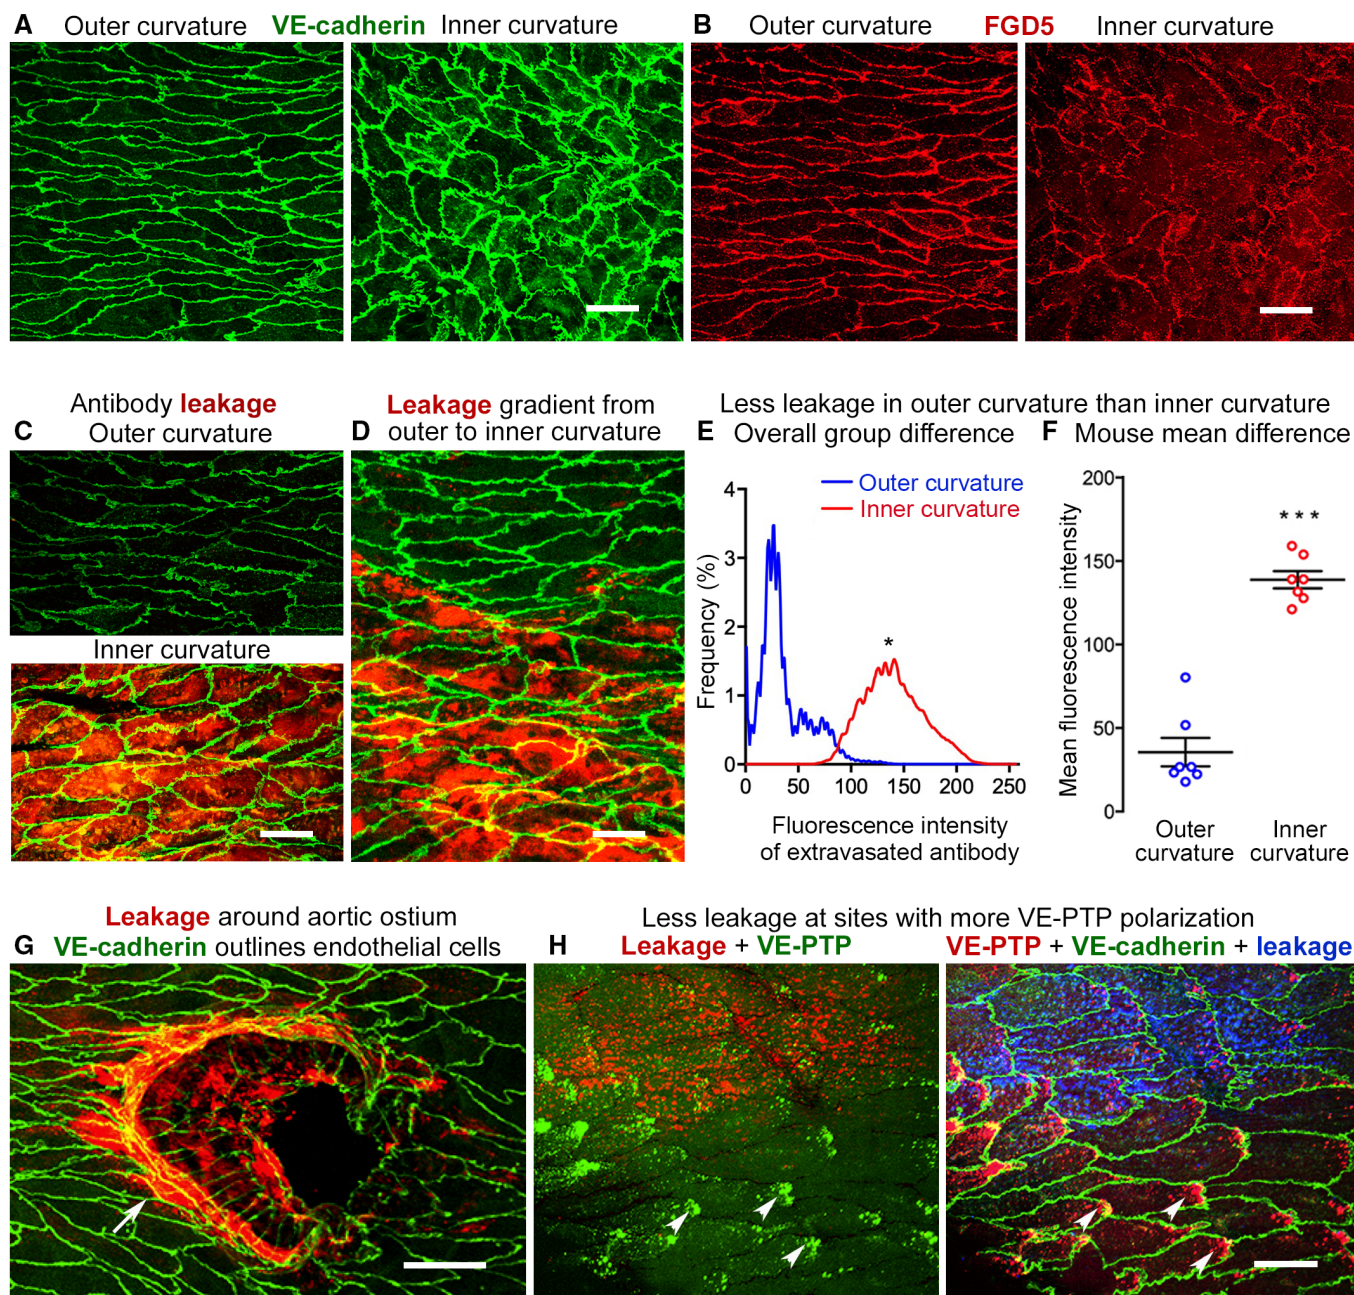 A Outer curvature VE-cadherin Inner curvature
B Outer curvature FGD5 Inner curvature
Antibody leakage
C Outer curvature
Inner curvature
Leakage gradient from
D outer to inner curvature
Less leakage in outer curvature than inner curvature
E Overall group difference
F Mouse mean difference
Outer curvature
Inner curvature
Frequency (%)
4
3
2
1
0
*
0 50 100 150 200 250
Fluorescence intensity
of extravasated antibody
Mean fluorescence intensity
200
150
100
50
0
* * *
Outer
curvature
Inner
curvature
Leakage around aortic ostium
G VE-cadherin outlines endothelial cells
Less leakage at sites with more VE-PTP polarization
H Leakage + VE-PTP
VE-PTP + VE-cadherin + leakage